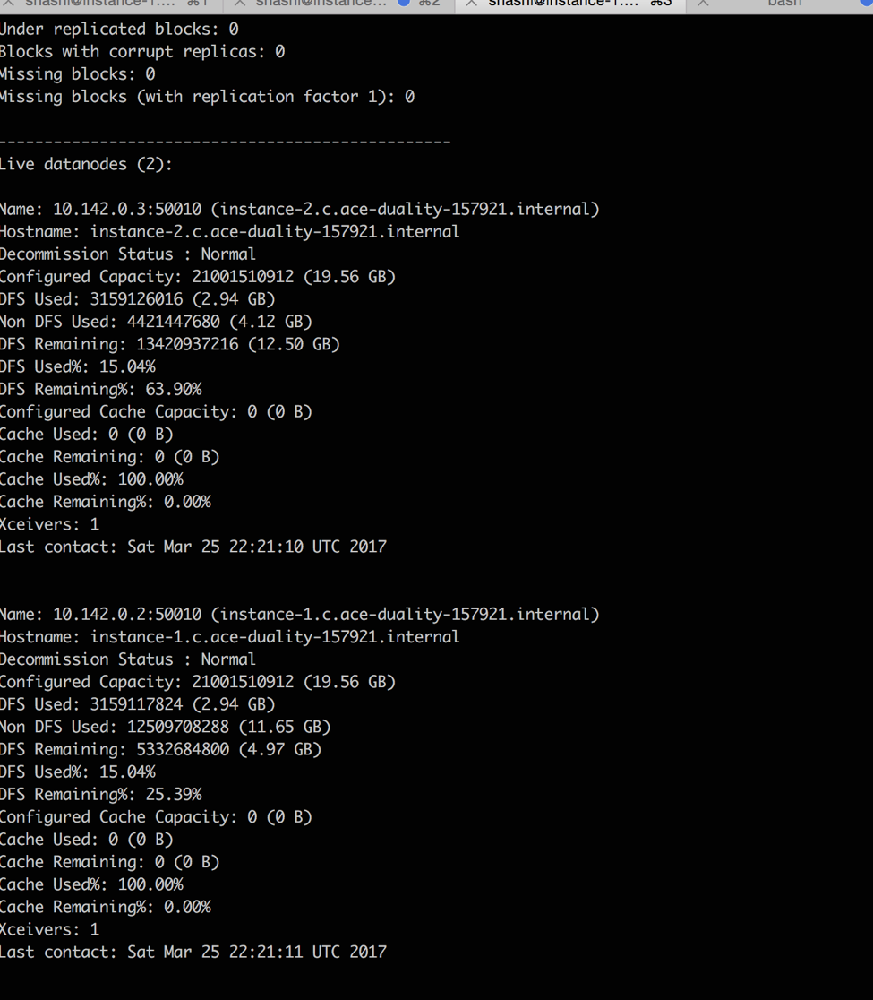 shashi@instance-1.... ⌘1 shashi@instance... ⌘2 shashi@instance-1.... ⌘3 bash
Under replicated blocks: 0
Blocks with corrupt replicas: 0
Missing blocks: 0
Missing blocks (with replication factor 1): 0
-------------------------------------------------
Live datanodes (2):
Name: 10.142.0.3:50010 (instance-2.c.ace-duality-157921.internal)
Hostname: instance-2.c.ace-duality-157921.internal
Decommission Status : Normal
Configured Capacity: 21001510912 (19.56 GB)
DFS Used: 3159126016 (2.94 GB)
Non DFS Used: 4421447680 (4.12 GB)
DFS Remaining: 13420937216 (12.50 GB)
DFS Used%: 15.04%
DFS Remaining%: 63.90%
Configured Cache Capacity: 0 (0 B)
Cache Used: 0 (0 B)
Cache Remaining: 0 (0 B)
Cache Used%: 100.00%
Cache Remaining%: 0.00%
Xceivers: 1
Last contact: Sat Mar 25 22:21:10 UTC 2017
Name: 10.142.0.2:50010 (instance-1.c.ace-duality-157921.internal)
Hostname: instance-1.c.ace-duality-157921.internal
Decommission Status : Normal
Configured Capacity: 21001510912 (19.56 GB)
DFS Used: 3159117824 (2.94 GB)
Non DFS Used: 12509708288 (11.65 GB)
DFS Remaining: 5332684800 (4.97 GB)
DFS Used%: 15.04%
DFS Remaining%: 25.39%
Configured Cache Capacity: 0 (0 B)
Cache Used: 0 (0 B)
Cache Remaining: 0 (0 B)
Cache Used%: 100.00%
Cache Remaining%: 0.00%
Xceivers: 1
Last contact: Sat Mar 25 22:21:11 UTC 2017